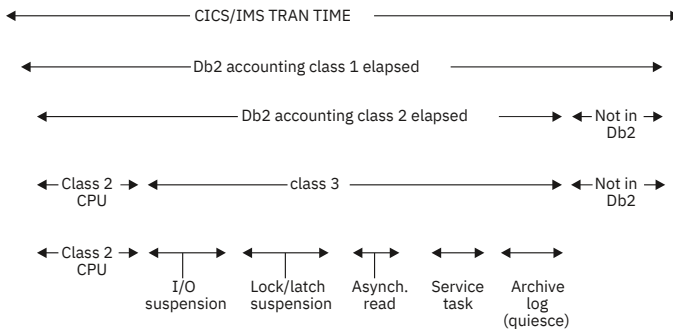 CICS/IMS TRAN TIME
Db2 accounting class 1 elapsed
Db2 accounting class 2 elapsed
Not in
Db2
Class 2
CPU
class 3
Not in
Db2
Class 2
CPU
I/O
suspension
Lock/latch
suspension
Asynch.
read
Service
task
Archive
log
(quiesce)